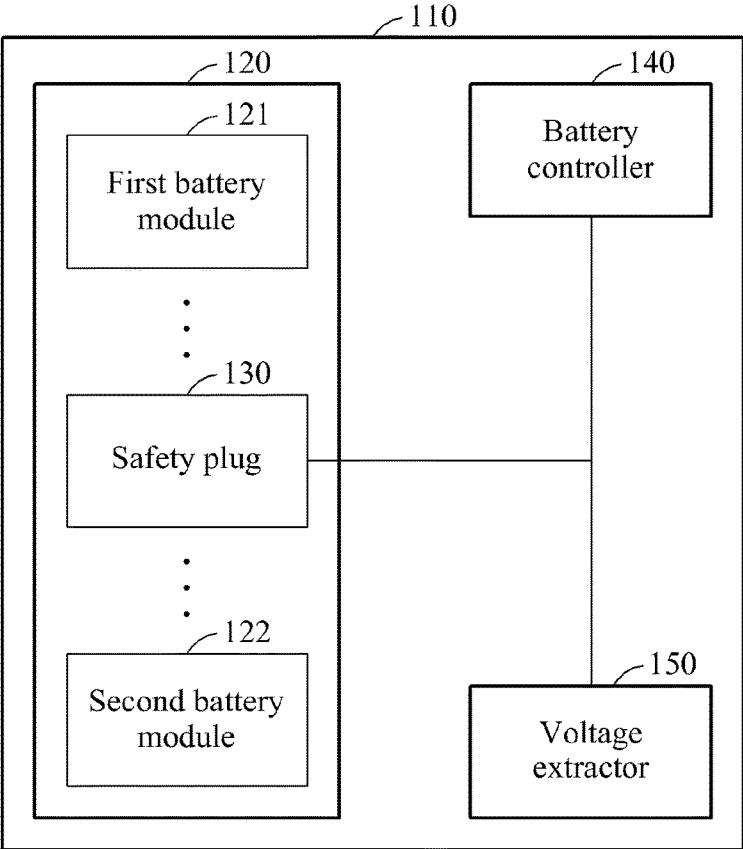 110
120
140
121
Battery
controller
First battery
module
130
Safety plug
122
Second battery
module
150
Voltage
extractor